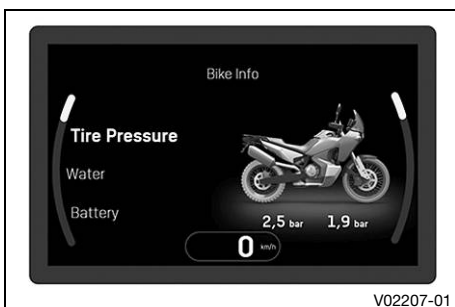 Bike Info
Tire Pressure
Water
Battery
2,5 bar 1,9 bar
0 km/h
V02207-01